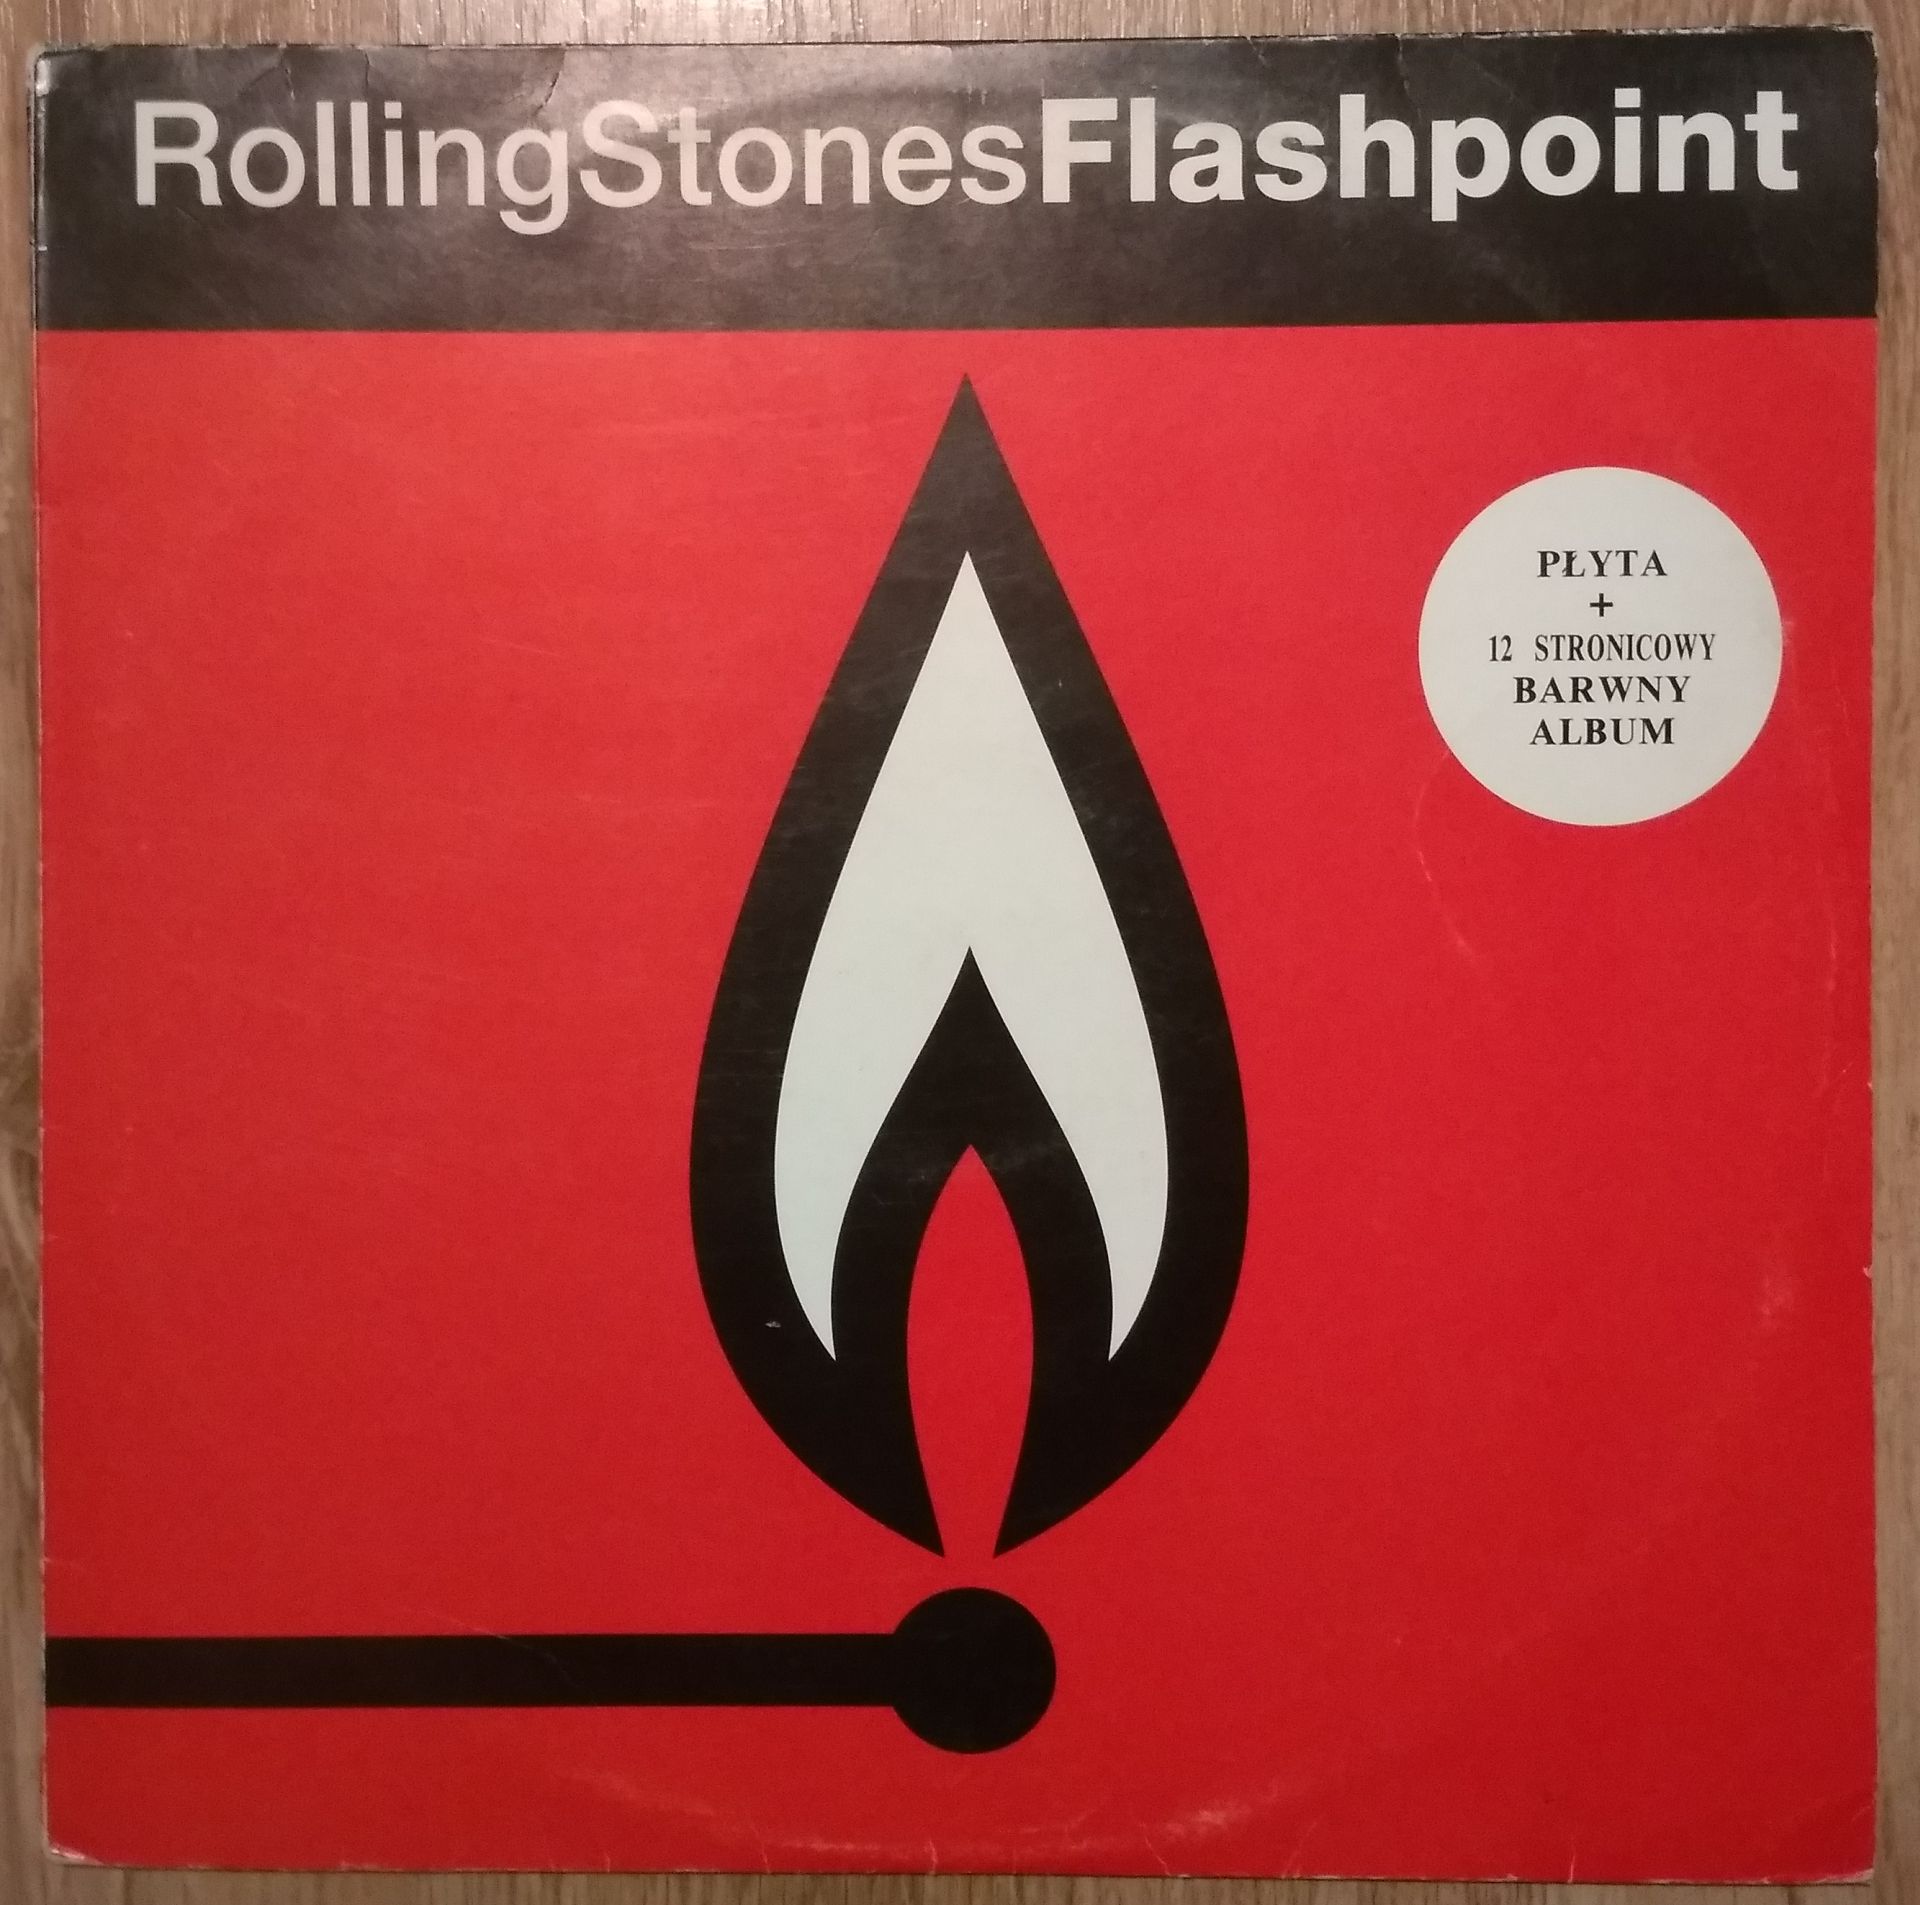 RollingStonesFlashpoint
PŁYTA
+
12 STRONICOWY
BARWNY
ALBUM